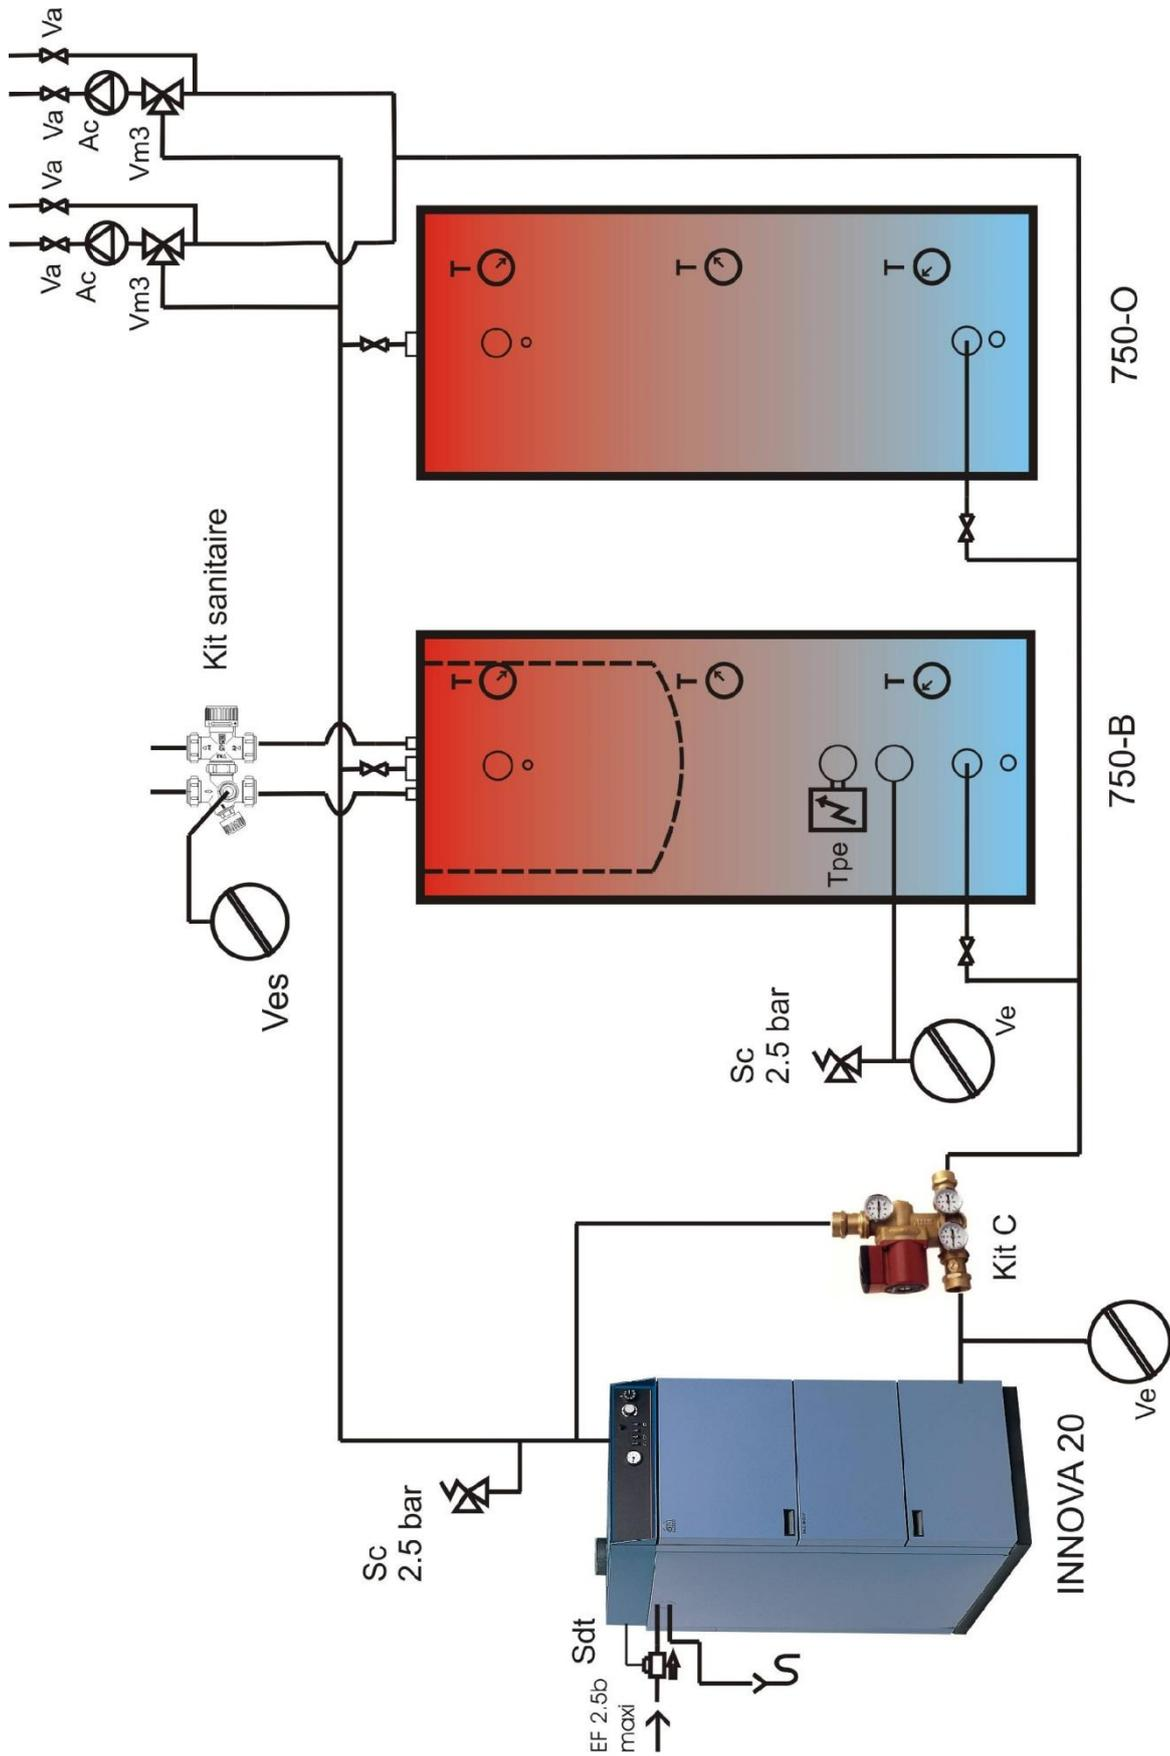 Va
Va
Va
Va
Ac
Ac
Vm3
Vm3
Kit sanitaire
Ves
Sc
2.5 bar
T
T
Sdt
EF 2.5b
maxi
T
T
Sc
2.5 bar
Tpe
T
T
Ve
Kit C
INNOVA 20
Ve
750-B
750-O